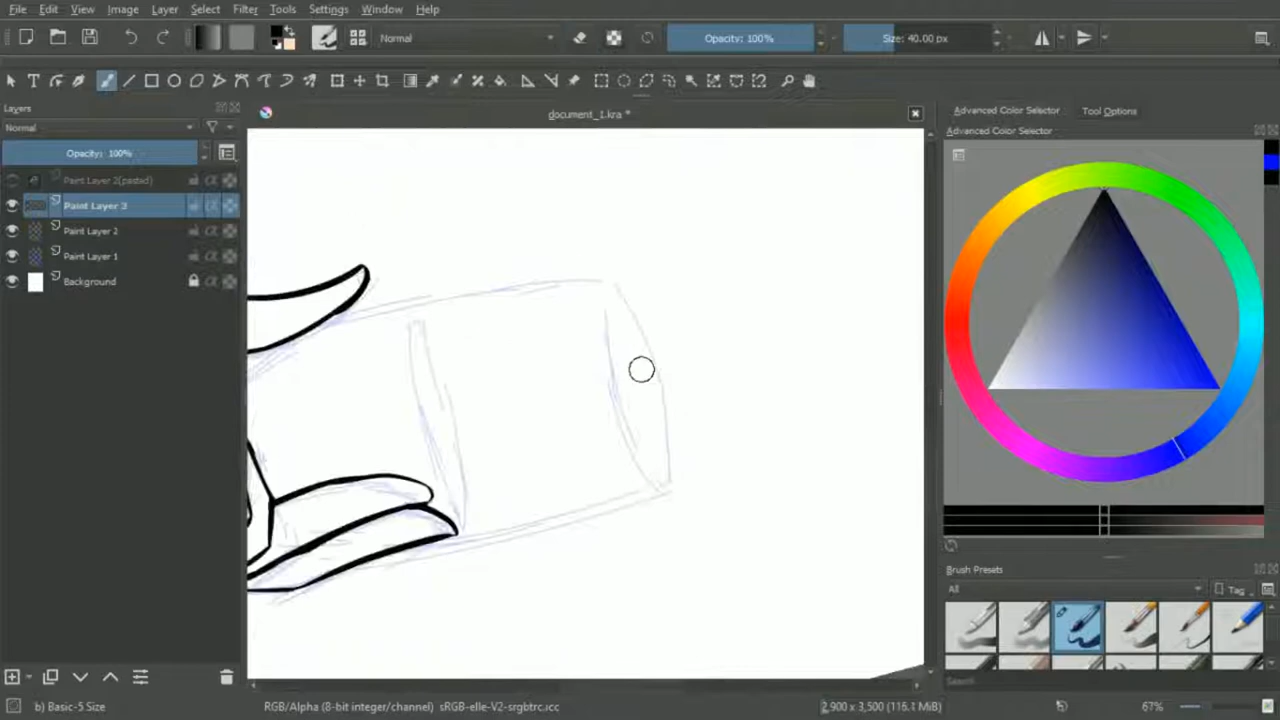 File Edit View Image Layer Select Filter Tools Settings Window Help
Normal
Opacity: 100%
Size: 40.00 px
Layers
document_1.kra *
Advanced Color Selector
Tool Options
Normal
Advanced Color Selector
Opacity: 100%
Paint Layer 2(pasted)
Paint Layer 3
Paint Layer 2
Paint Layer 1
Background
Brush Presets
All
Tag
Search
b) Basic-5 Size
RGB/Alpha (8-bit integer/channel) sRGB-elle-V2-srgbtrc.icc
2,900 x 3,500 (116.1 MiB)
67%